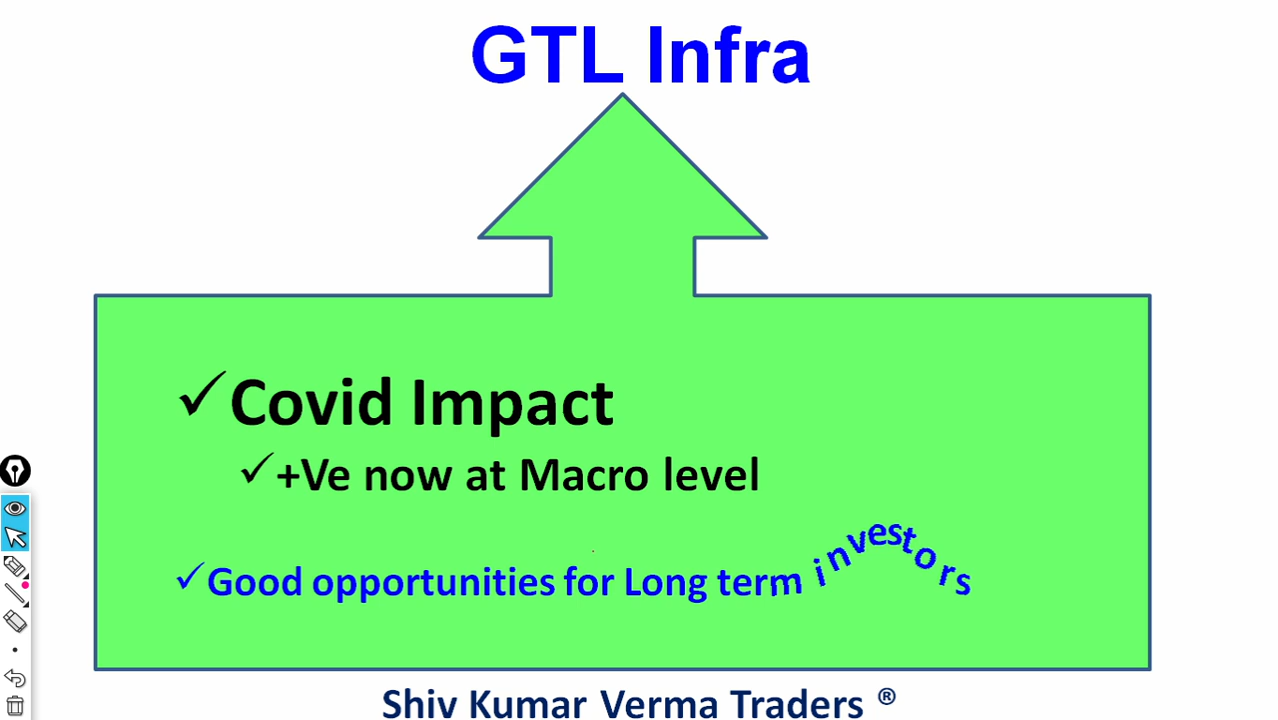 GTL Infra
✓Covid Impact
✓+Ve now at Macro level
✓Good opportunities for Long term investors
Shiv Kumar Verma Traders ®